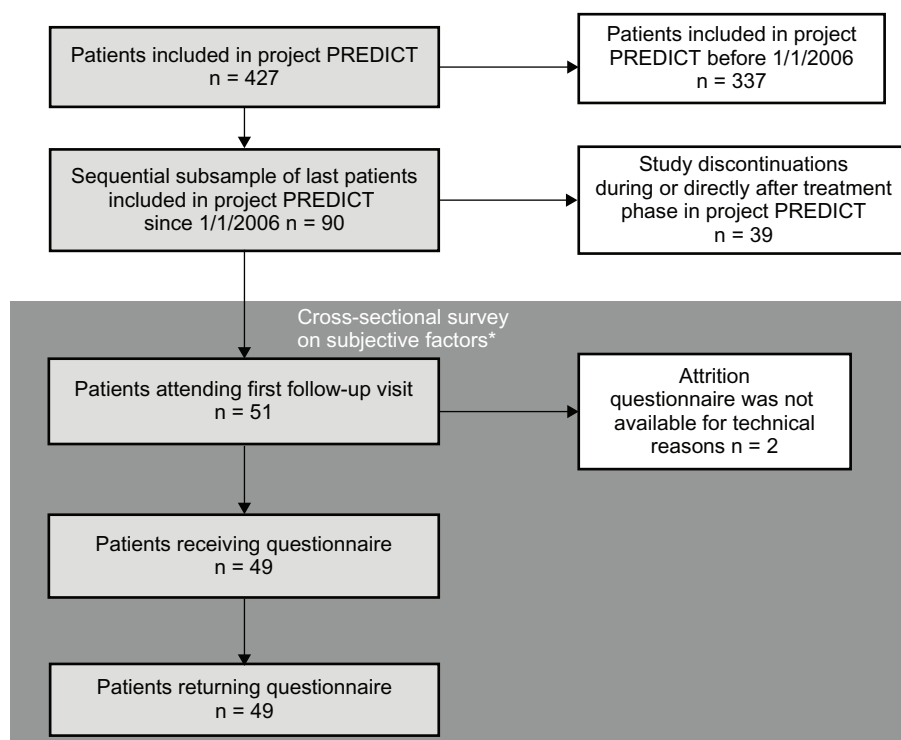 Patients included in project PREDICT
n = 427
Patients included in project
PREDICT before 1/1/2006
n = 337
Sequential subsample of last patients
included in project PREDICT
since 1/1/2006 n = 90
Study discontinuations
during or directly after treatment
phase in project PREDICT
n = 39
Cross-sectional survey
on subjective factors*
Patients attending first follow-up visit
n = 51
Attrition
questionnaire was not
available for technical
reasons n = 2
Patients receiving questionnaire
n = 49
Patients returning questionnaire
n = 49